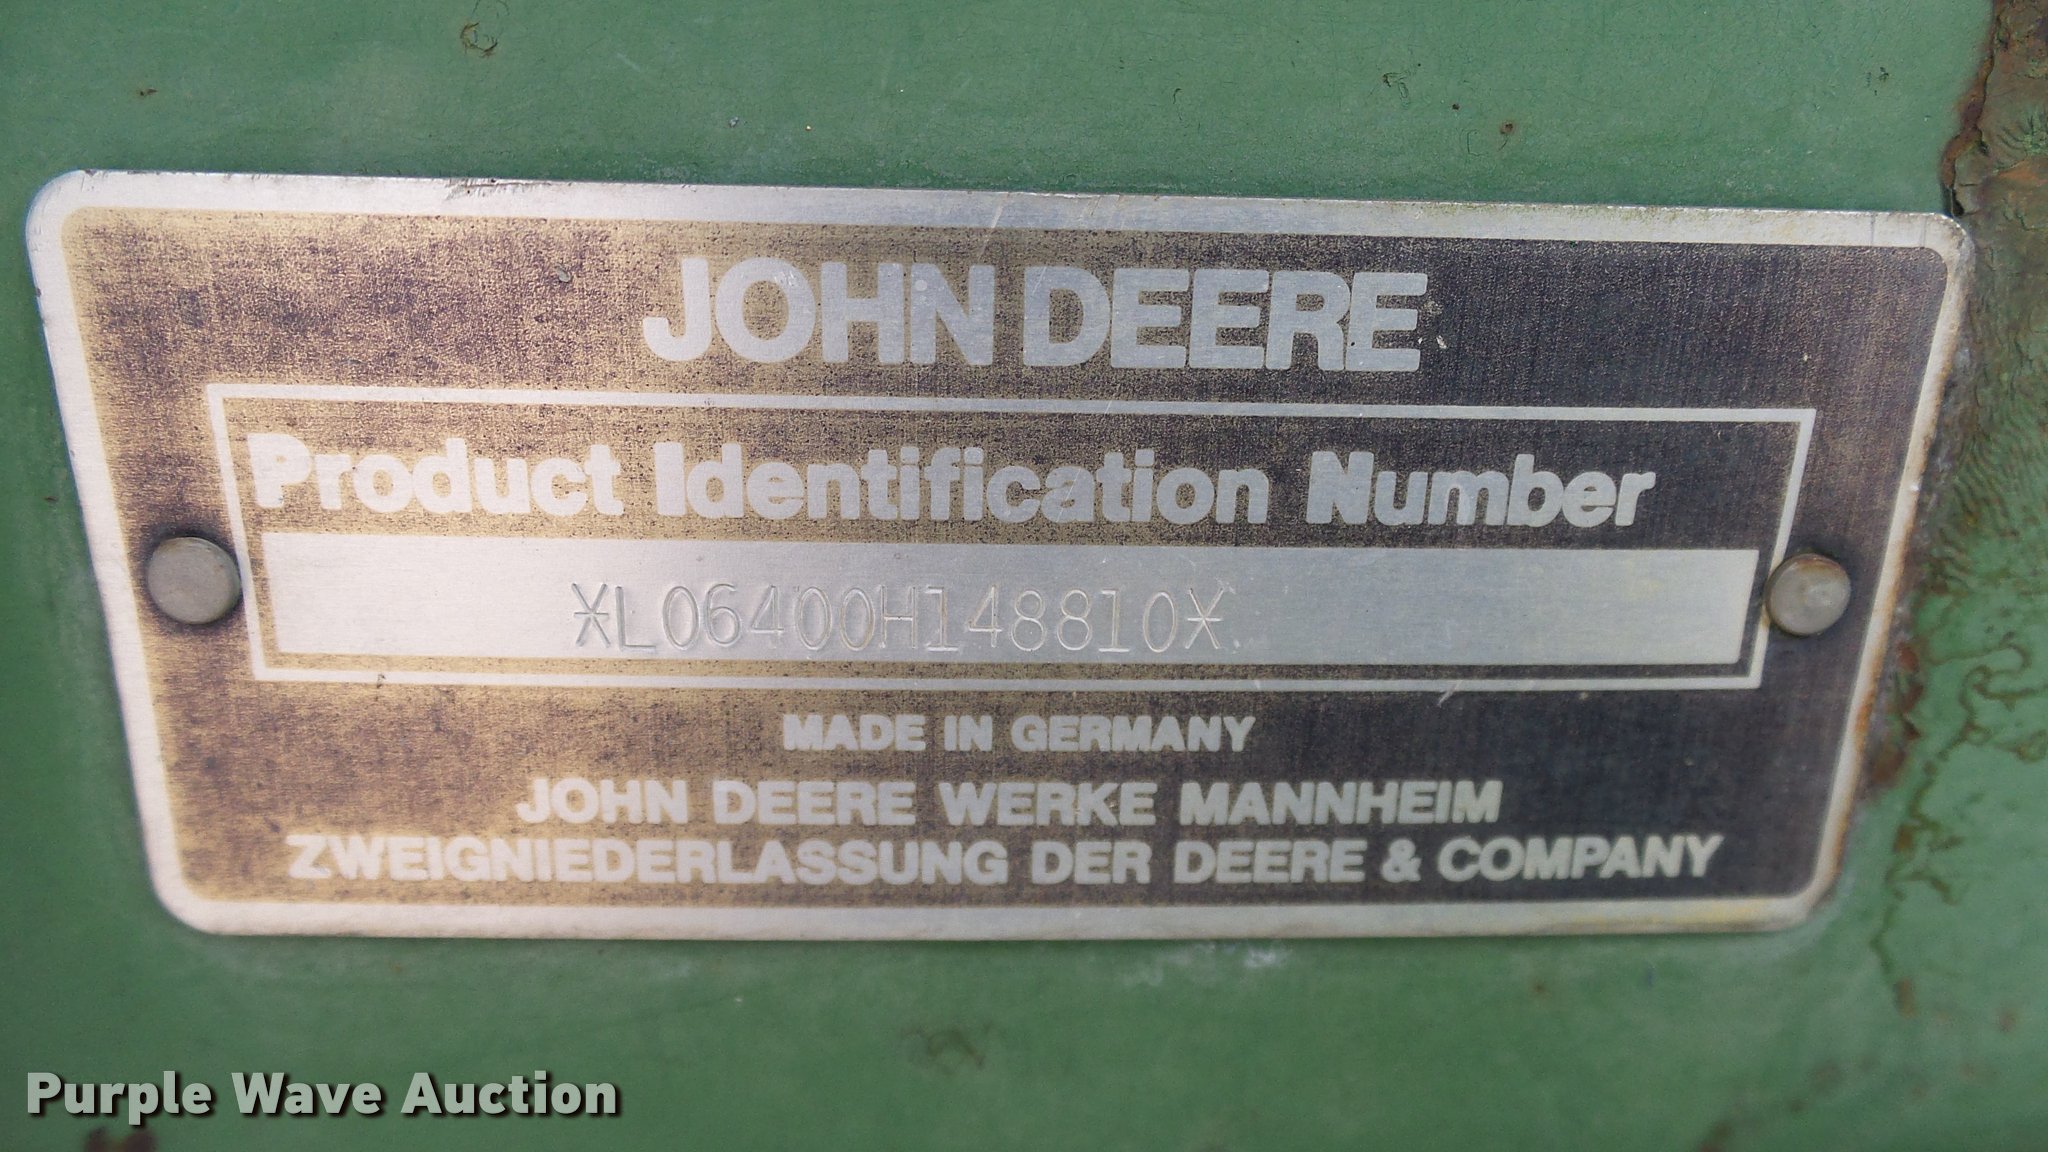 JOHN DEERE
Product Identification Number
*L06400H148810*
MADE IN GERMANY
JOHN DEERE WERKE MANNHEIM
ZWEIGNIEDERLASSUNG DER DEERE & COMPANY
Purple Wave Auction